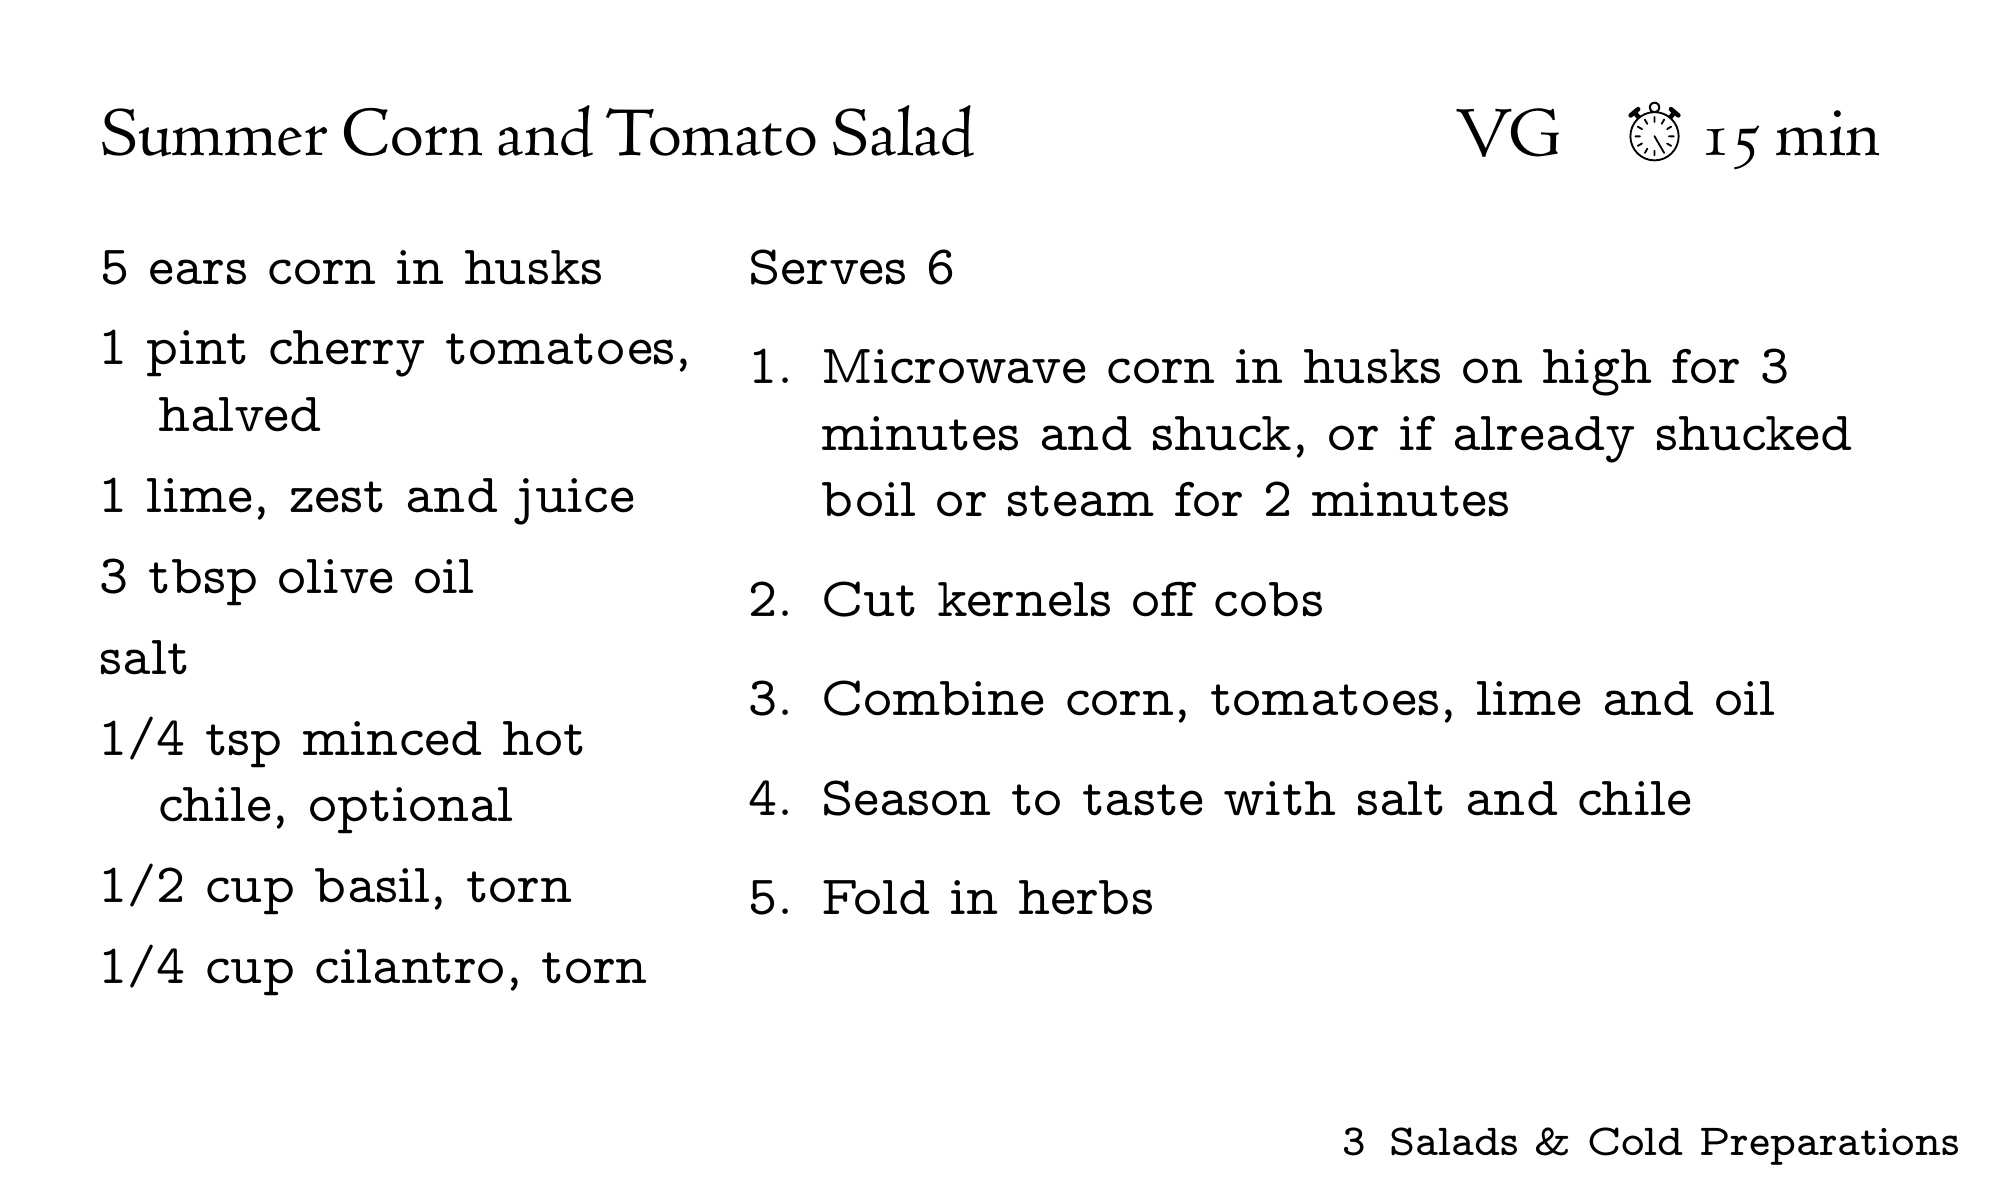 Summer Corn and Tomato Salad VG ⏱ 15 min
5 ears corn in husks
1 pint cherry tomatoes,
halved
1 lime, zest and juice
3 tbsp olive oil
salt
1/4 tsp minced hot
chile, optional
1/2 cup basil, torn
1/4 cup cilantro, torn
Serves 6
1. Microwave corn in husks on high for 3
minutes and shuck, or if already shucked
boil or steam for 2 minutes
2. Cut kernels off cobs
3. Combine corn, tomatoes, lime and oil
4. Season to taste with salt and chile
5. Fold in herbs
3 Salads & Cold Preparations